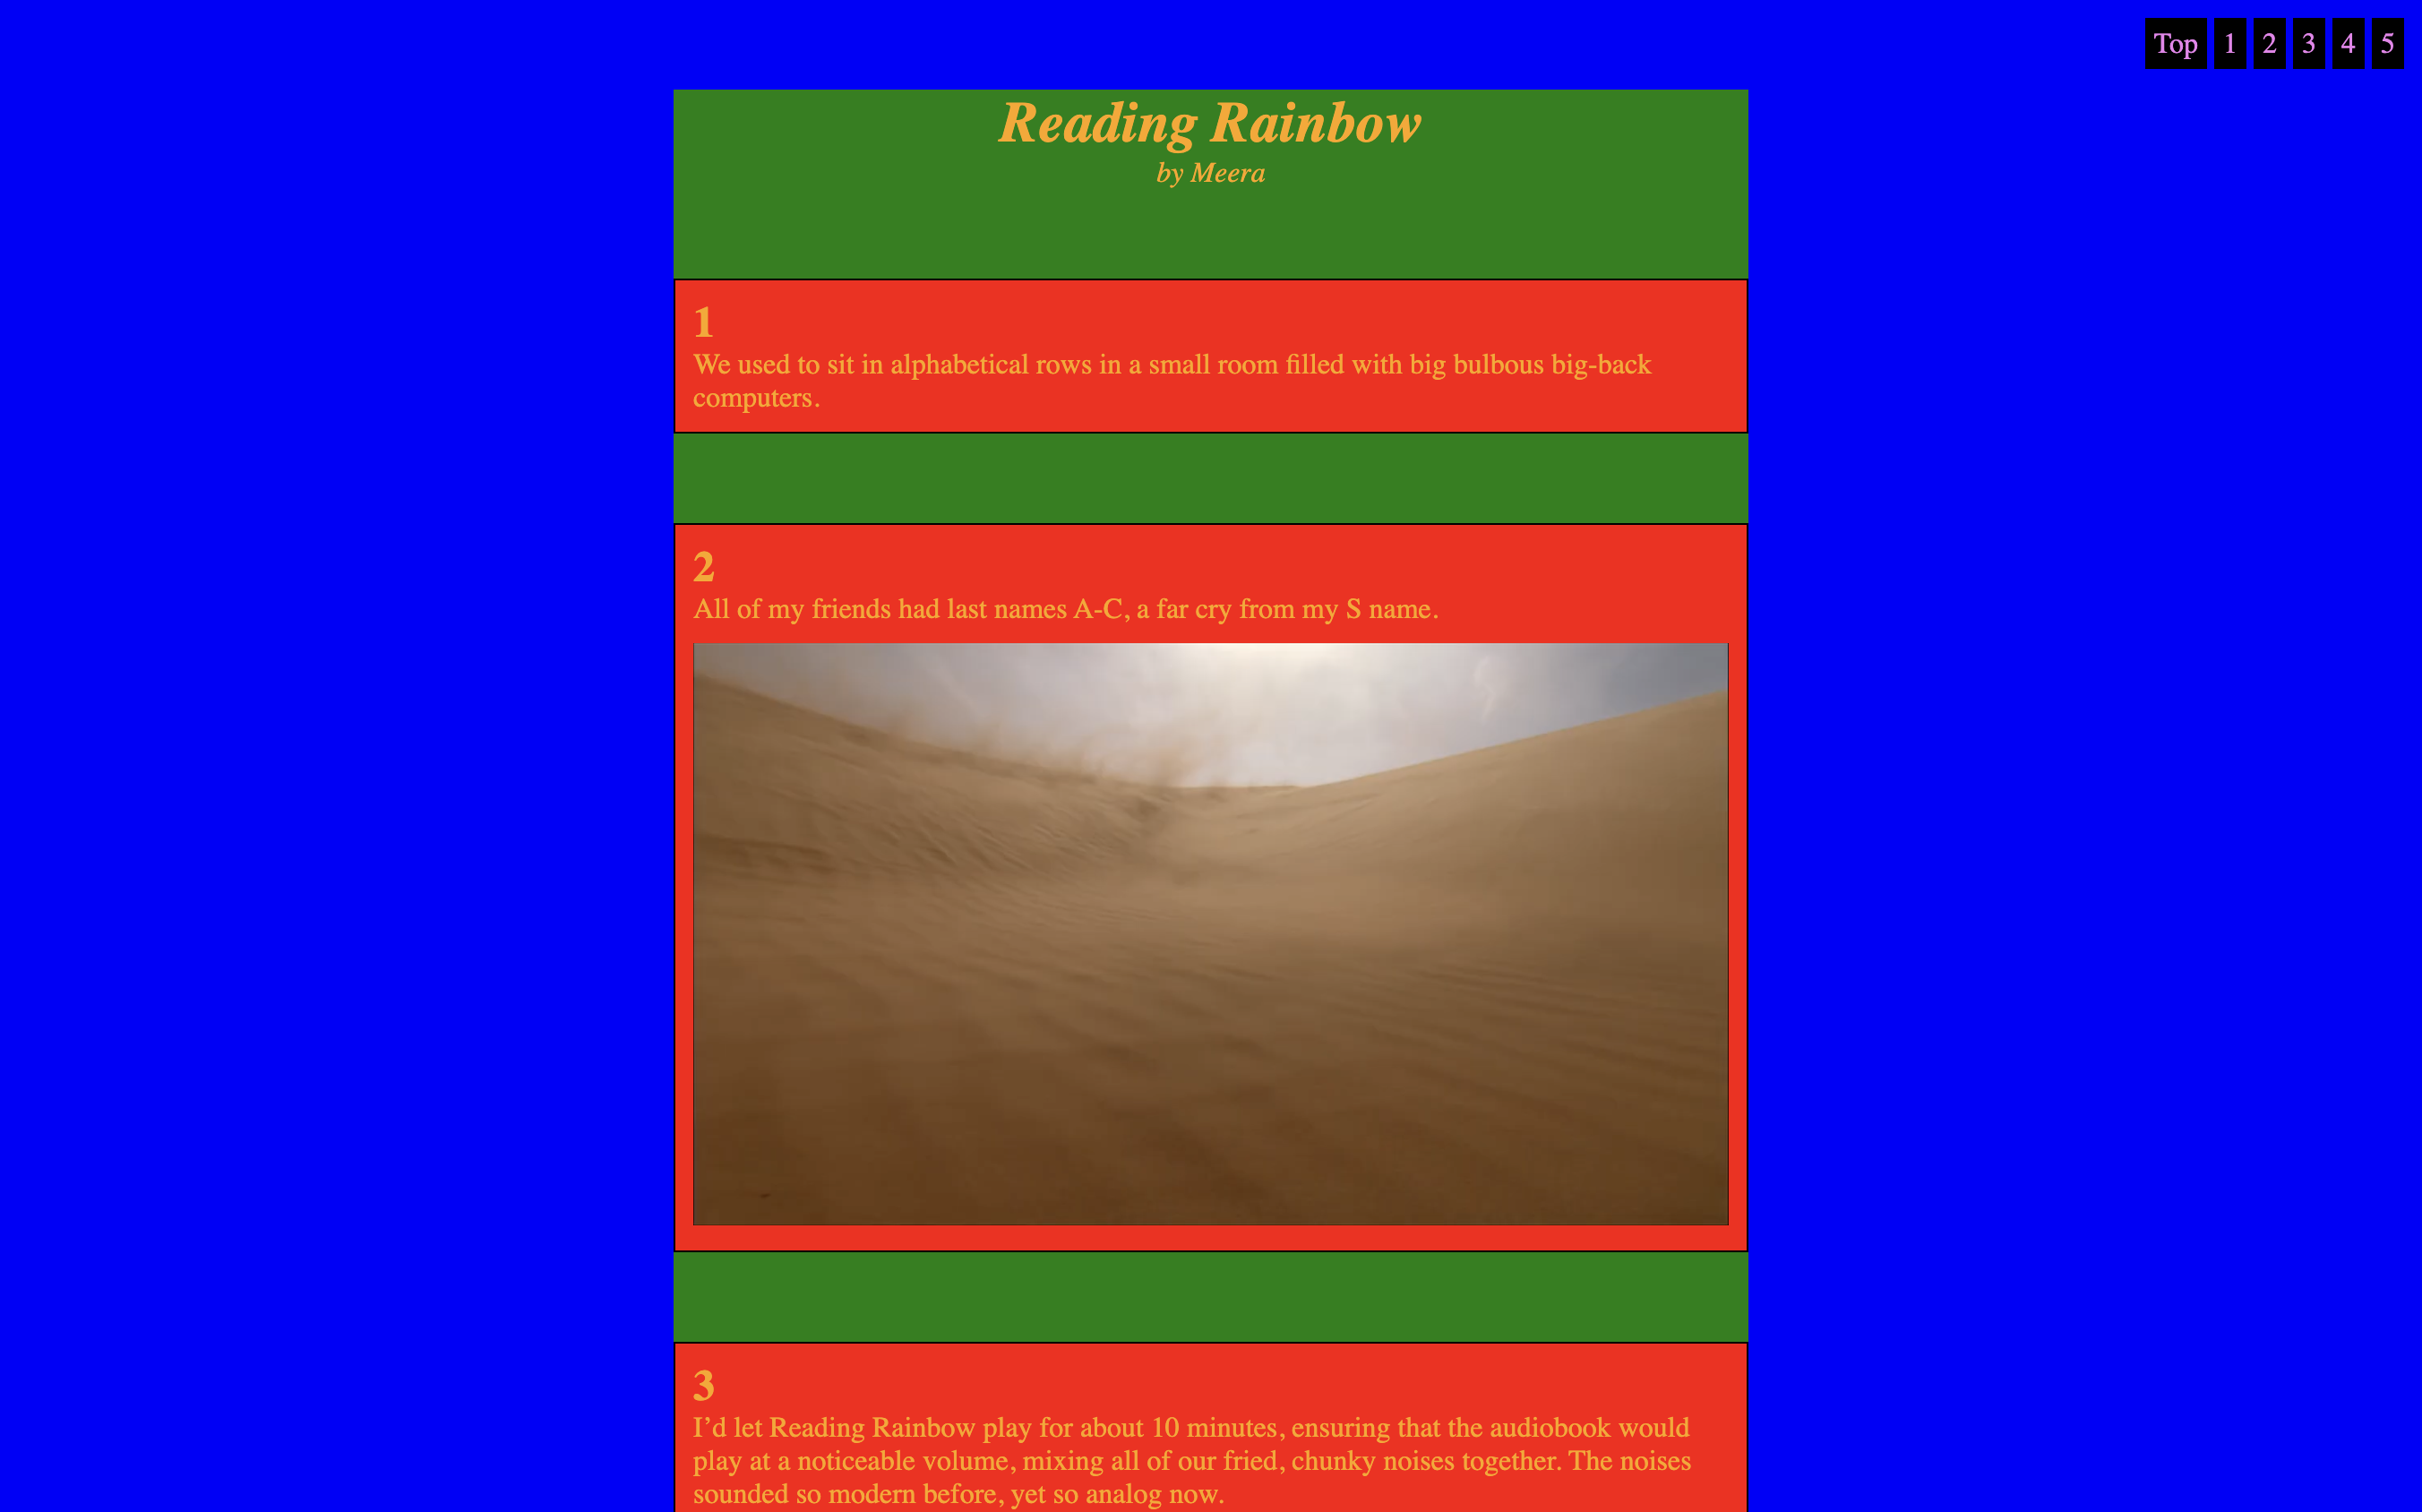 Top 1 2 3 4 5
Reading Rainbow
by Meera
1
We used to sit in alphabetical rows in a small room filled with big bulbous big-back
computers.
2
All of my friends had last names A-C, a far cry from my S name.
3
I’d let Reading Rainbow play for about 10 minutes, ensuring that the audiobook would
play at a noticeable volume, mixing all of our fried, chunky noises together. The noises
sounded so modern before, yet so analog now.